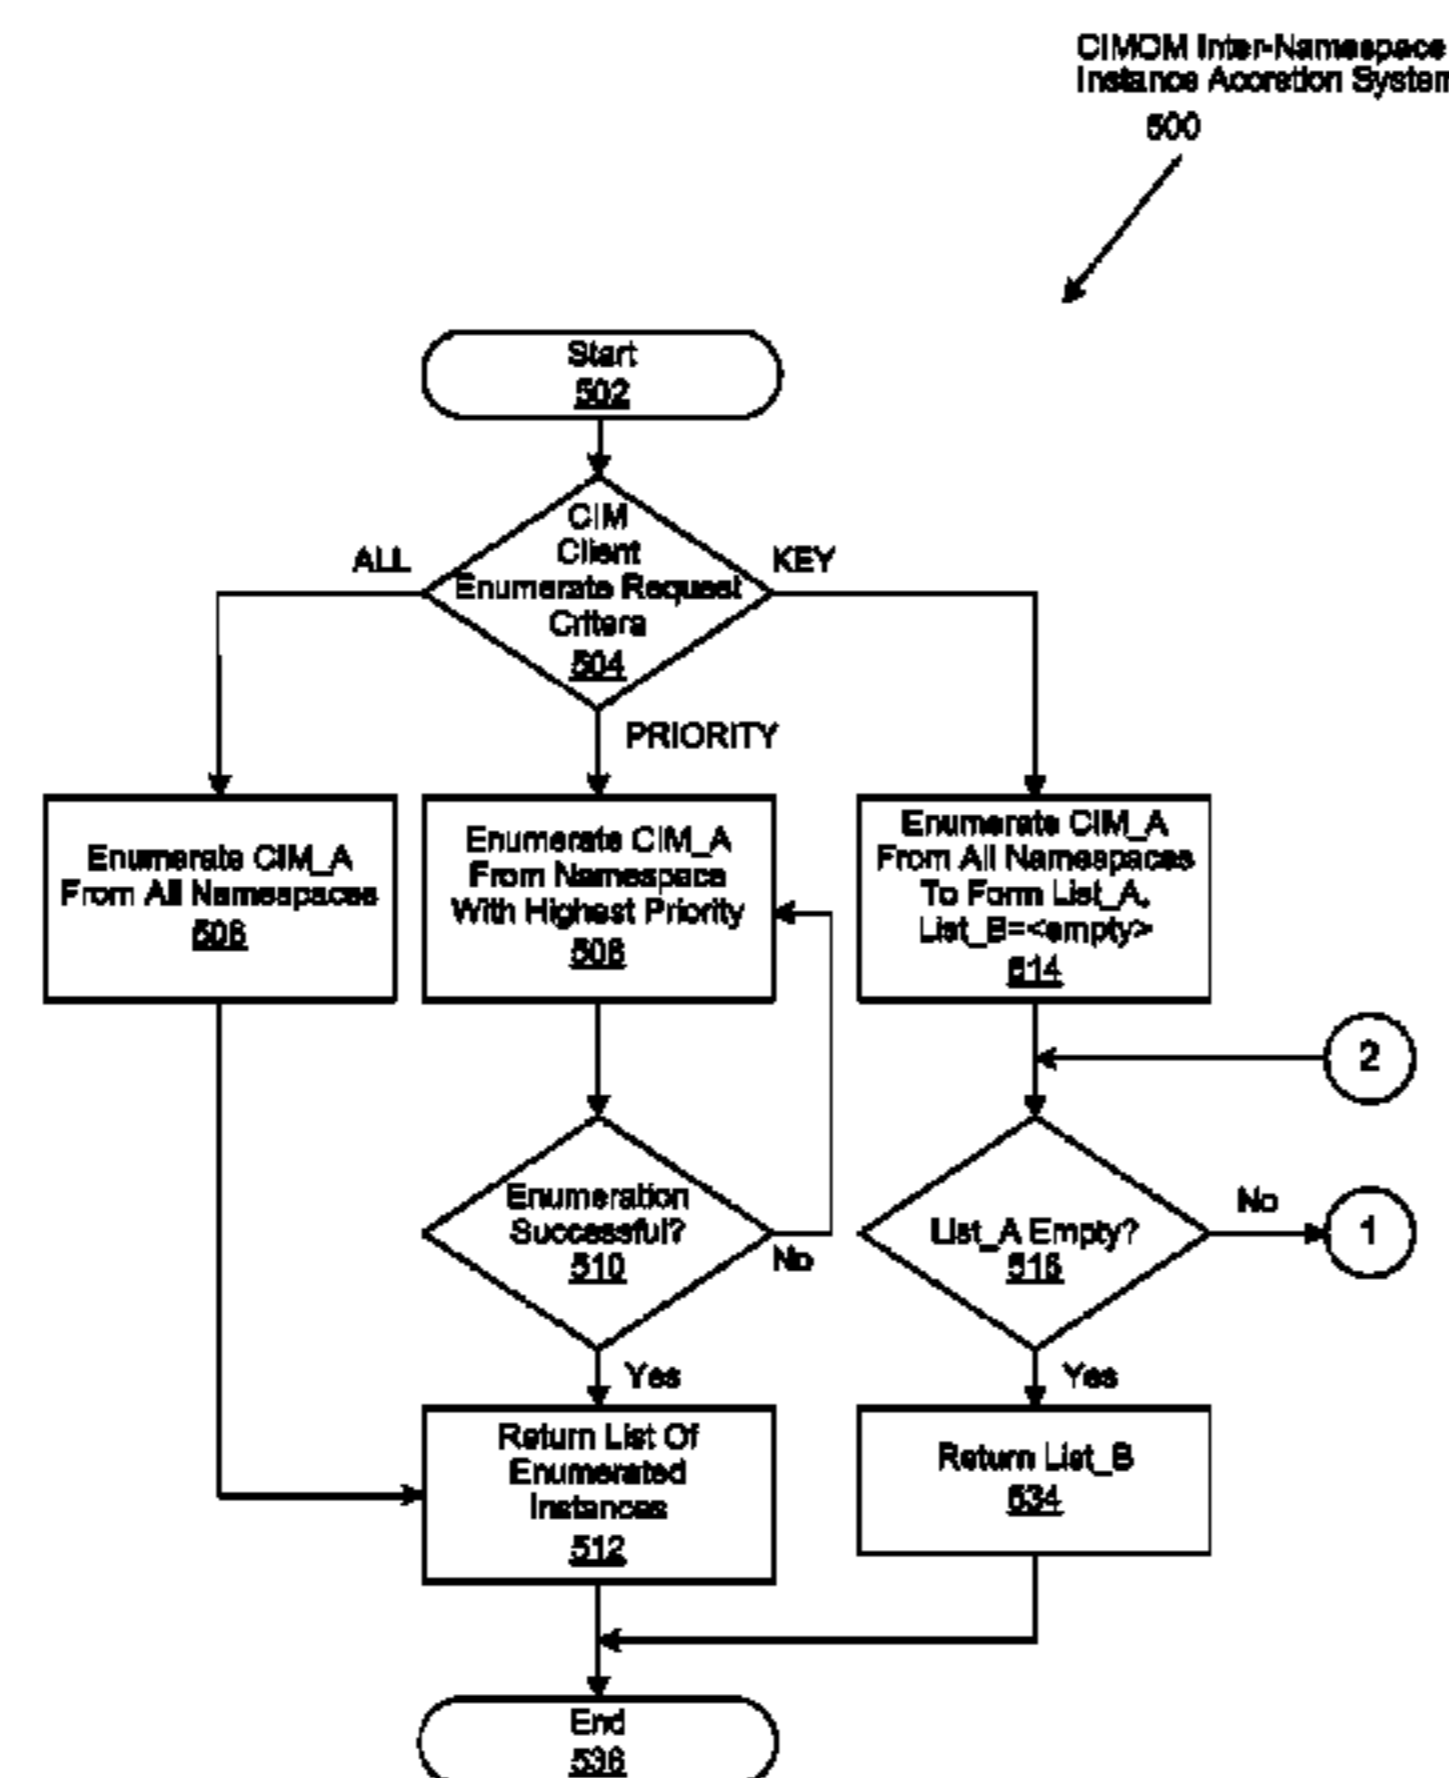 CIMOM Inter-Namespace
Instance Accretion System
500
Start
502
CIM
Client
Enumerate Request
Critera
504
ALL
KEY
PRIORITY
Enumerate CIM_A
From All Namespaces
506
Enumerate CIM_A
From Namespace
With Highest Priority
508
Enumerate CIM_A
From All Namespaces
To Form List_A.
List_B=<empty>
514
2
Enumeration
Successful?
510
No
List_A Empty?
516
No
1
Yes
Yes
Return List Of
Enumerated
Instances
512
Return List_B
534
End
536